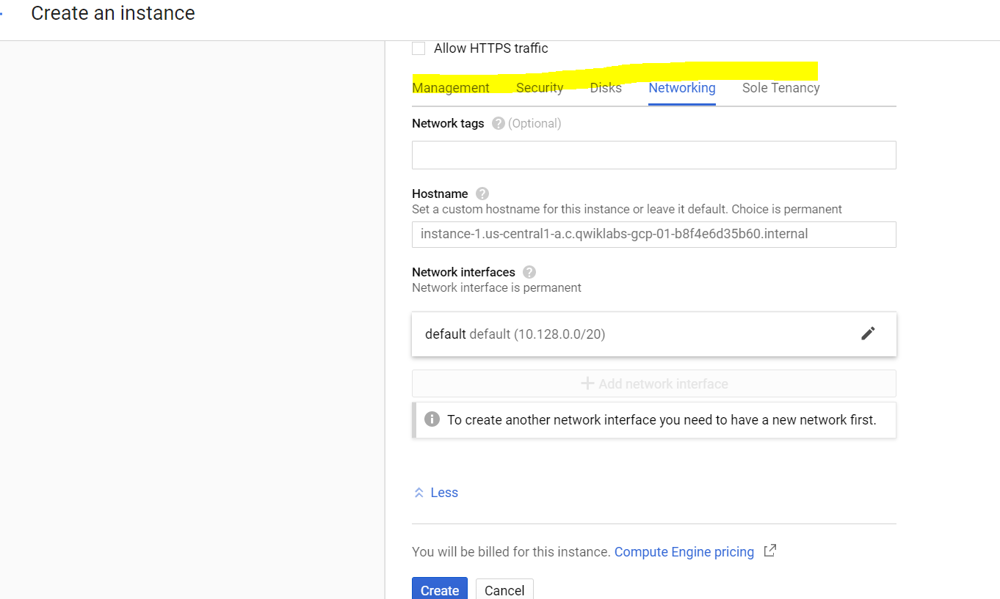 Create an instance
Allow HTTPS traffic
Management Security Disks Networking Sole Tenancy
Network tags ? (Optional)
Hostname ?
Set a custom hostname for this instance or leave it default. Choice is permanent
instance-1.us-central1-a.c.qwiklabs-gcp-01-b8f4e6d35b60.internal
Network interfaces ?
Network interface is permanent
default default (10.128.0.0/20)
+ Add network interface
i To create another network interface you need to have a new network first.
Less
You will be billed for this instance. Compute Engine pricing
Create Cancel